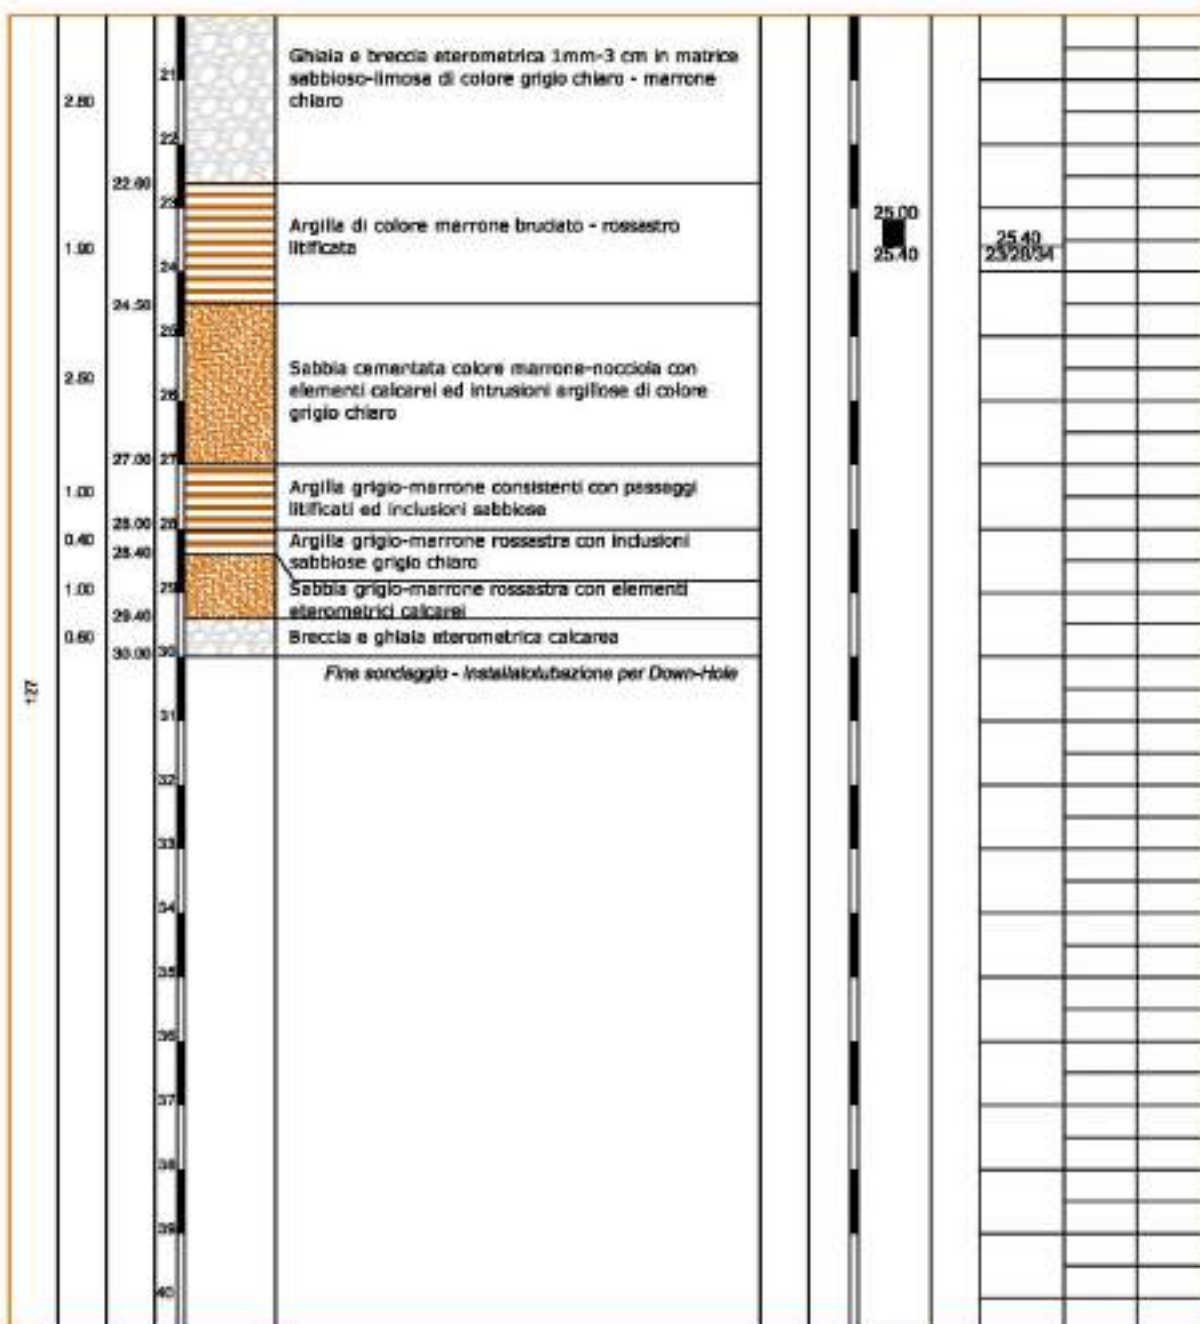 Ghiaia e breccia eterometrica 1mm-3 cm in matrice
sabbioso-limosa di colore grigio chiaro - marrone
chiaro
21
2.80
22
22.60
23
Argilla di colore marrone bruciato - rossastro
litificata
1.90
24
25.00
25.40
25.40
23/28/34
24.50
25
Sabbia cementata colore marrone-nocciola con
elementi calcarei ed intrusioni argillose di colore
grigio chiaro
2.50
26
27.00
27
Argilla grigio-marrone consistenti con passaggi
litificati ed inclusioni sabbiose
1.00
28.00
28
Argilla grigio-marrone rossastra con inclusioni
sabbiose grigio chiaro
0.40
28.40
Sabbia grigio-marrone rossastra con elementi
eterometrici calcarei
1.00
29
29.40
Breccia e ghiaia eterometrica calcarea
0.60
30.00
30
Fine sondaggio - Installatotubazione per Down-Hole
127
31
32
33
34
35
36
37
38
39
40